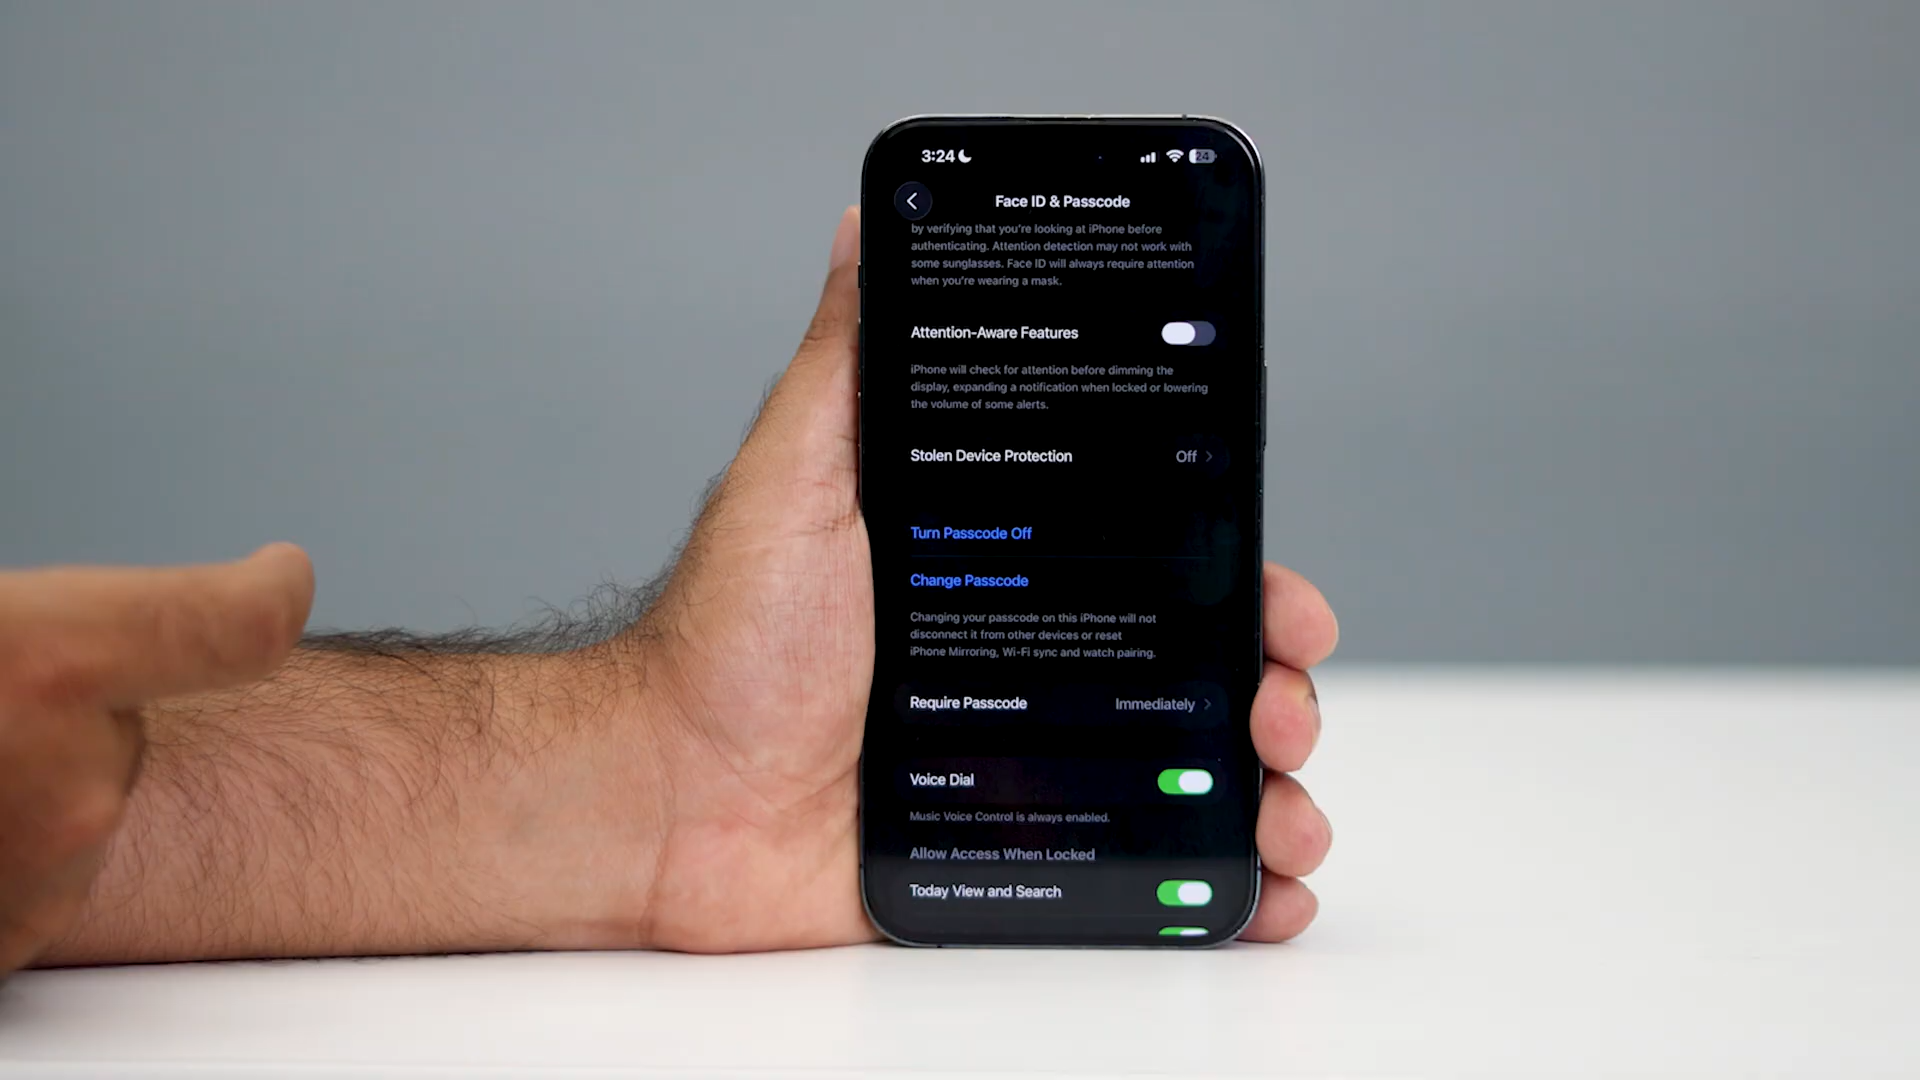 3:24
24
Face ID & Passcode
by verifying that you're looking at iPhone before
authenticating. Attention detection may not work with
some sunglasses. Face ID will always require attention
when you're wearing a mask.
Attention-Aware Features
iPhone will check for attention before dimming the
display, expanding a notification when locked or lowering
the volume of some alerts.
Stolen Device Protection Off
Turn Passcode Off
Change Passcode
Changing your passcode on this iPhone will not
disconnect it from other devices or reset
iPhone Mirroring, Wi-Fi sync and watch pairing.
Require Passcode Immediately
Voice Dial
Music Voice Control is always enabled.
Allow Access When Locked
Today View and Search